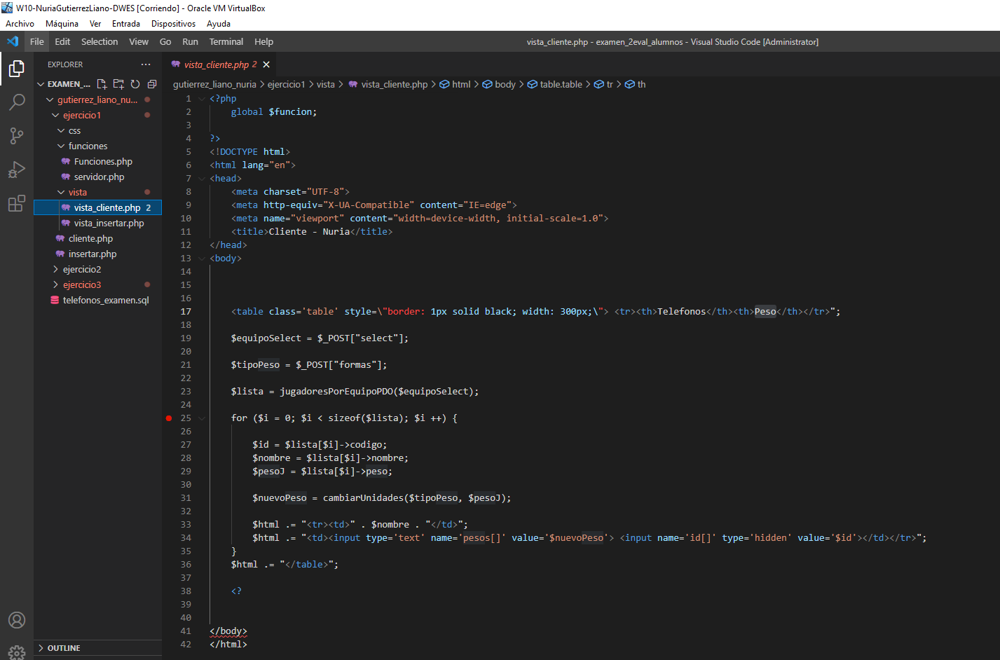 W10-NuriaGutierrezLiano-DWES [Corriendo] - Oracle VM VirtualBox
Archivo Máquina Ver Entrada Dispositivos Ayuda
File Edit Selection View Go Run Terminal Help
vista_cliente.php - examen_2eval_alumnos - Visual Studio Code [Administrator]
EXPLORER ...
vista_cliente.php 2
EXAMEN_...
gutierrez_liano_nuria > ejercicio1 > vista > vista_cliente.php > html > body > table.table > tr > th
gutierrez_liano_nu...
ejercicio1
css
funciones
Funciones.php
servidor.php
vista
vista_cliente.php 2
vista_insertar.php
cliente.php
insertar.php
ejercicio2
ejercicio3
telefonos_examen.sql
OUTLINE
1 <?php
2 global $funcion;
3
4 ?>
5 <!DOCTYPE html>
6 <html lang="en">
7 <head>
8 <meta charset="UTF-8">
9 <meta http-equiv="X-UA-Compatible" content="IE=edge">
10 <meta name="viewport" content="width=device-width, initial-scale=1.0">
11 <title>Cliente - Nuria</title>
12 </head>
13 <body>
14
15
16
17 <table class='table' style=\"border: 1px solid black; width: 300px;\"> <tr><th>Telefonos</th><th>Peso</th></tr>";
18
19 $equipoSelect = $_POST["select"];
20
21 $tipoPeso = $_POST["formas"];
22
23 $lista = jugadoresPorEquipoPDO($equipoSelect);
24
25 for ($i = 0; $i < sizeof($lista); $i ++) {
26
27 $id = $lista[$i]->codigo;
28 $nombre = $lista[$i]->nombre;
29 $pesoJ = $lista[$i]->peso;
30
31 $nuevoPeso = cambiarUnidades($tipoPeso, $pesoJ);
32
33 $html .= "<tr><td>" . $nombre . "</td>";
34 $html .= "<td><input type='text' name='pesos[]' value='$nuevoPeso'> <input name='id[]' type='hidden' value='$id'></td></tr>";
35 }
36 $html .= "</table>";
37
38 <?
39
40
41 </body>
42 </html>